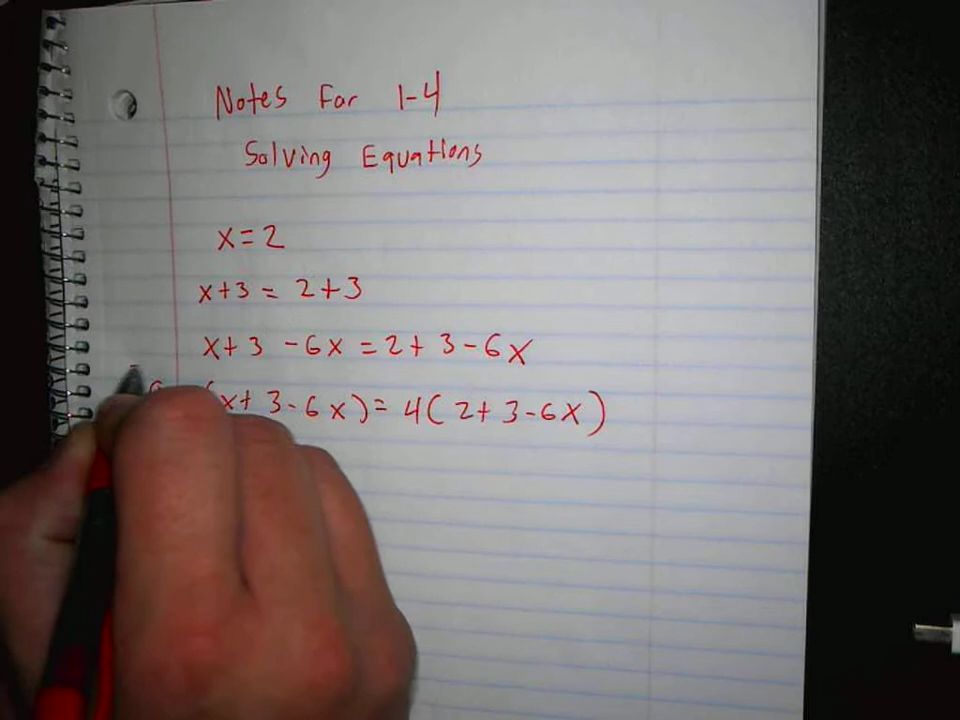 Notes For 1-4
Solving Equations
x=2
x+3 = 2+3
x+3 -6x =2+ 3-6x
(x+ 3-6x)= 4(2+3-6x)